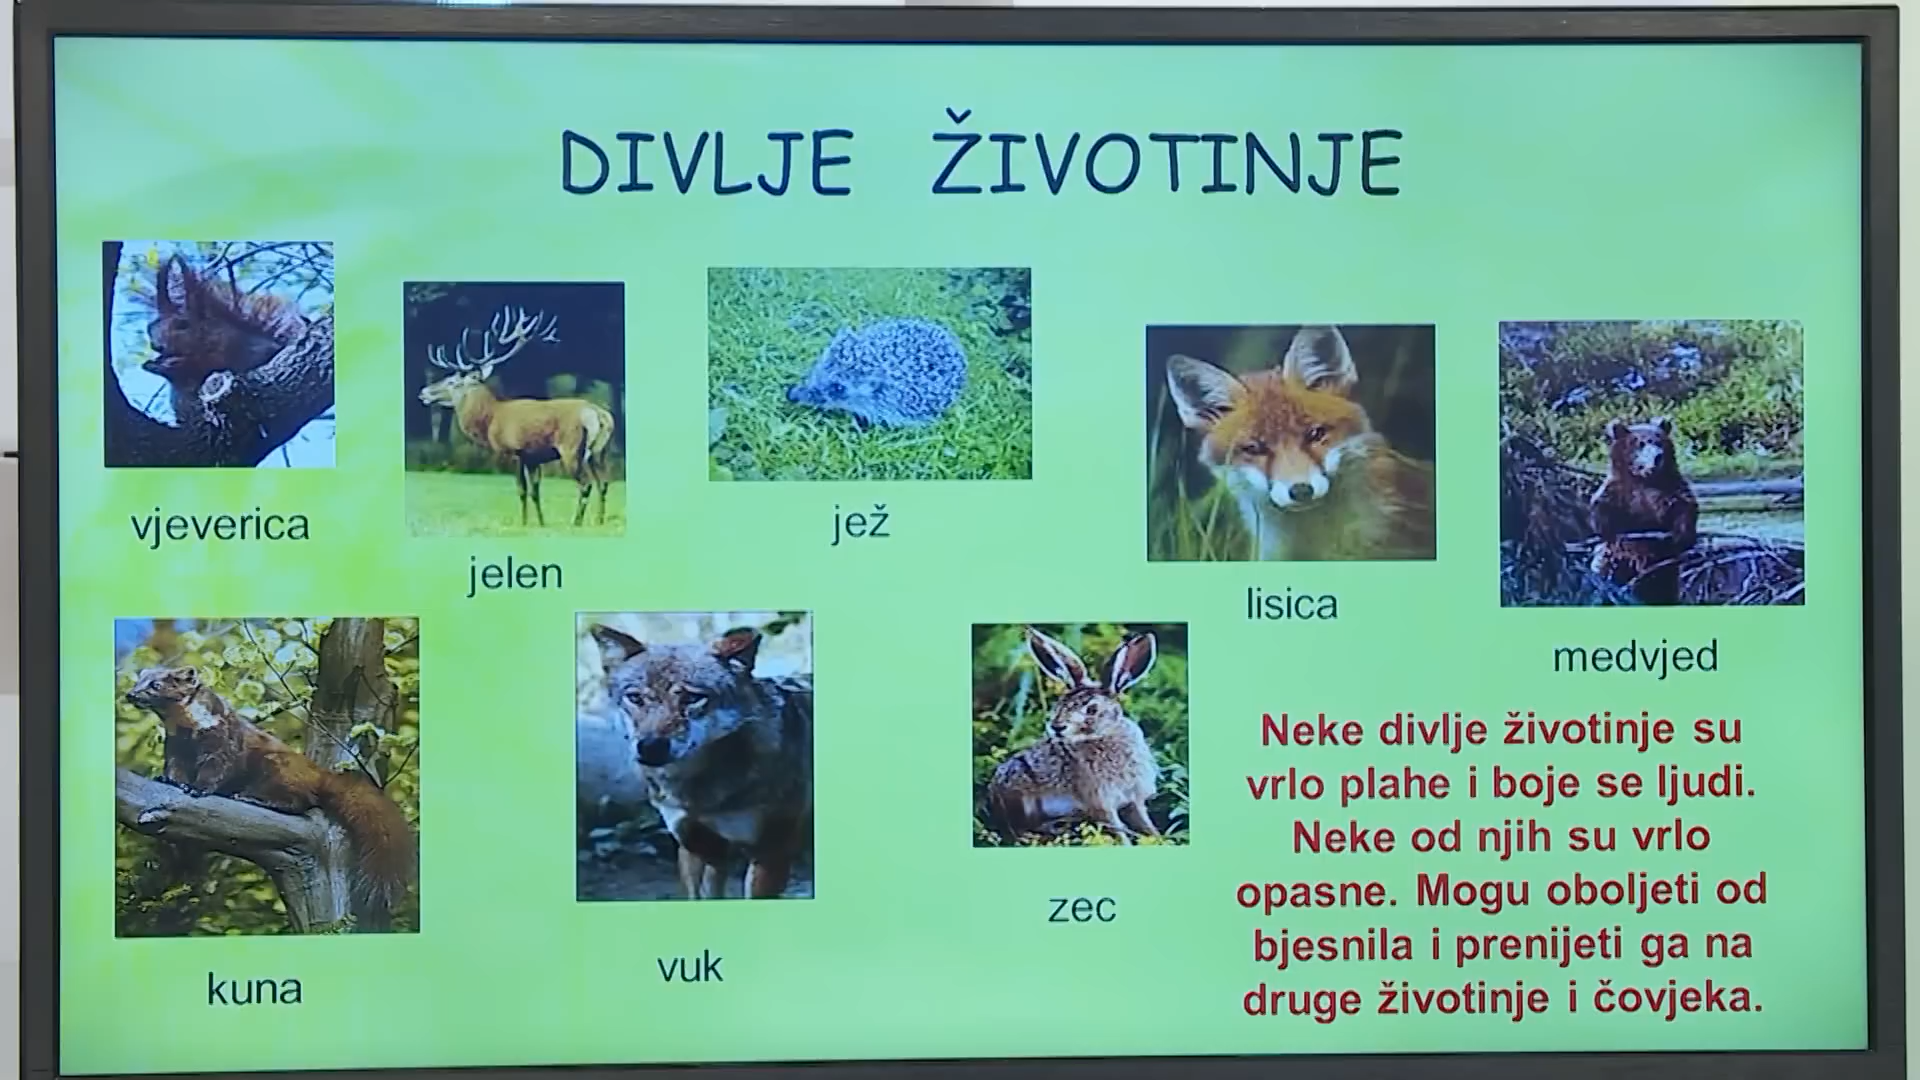 DIVLJE ŽIVOTINJE
vjeverica
jelen
jež
lisica
medvjed
kuna
vuk
zec
Neke divlje životinje su
vrlo plahe i boje se ljudi.
Neke od njih su vrlo
opasne. Mogu oboljeti od
bjesnila i prenijeti ga na
druge životinje i čovjeka.